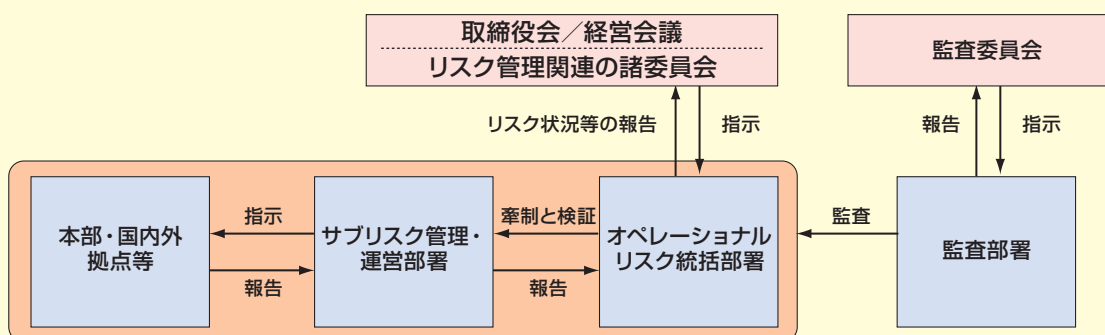 取締役会／経営会議
リスク管理関連の諸委員会
監査委員会
リスク状況等の報告
指示
報告
指示
本部・国内外
拠点等
指示
報告
サブリスク管理・
運営部署
牽制と検証
報告
オペレーショナル
リスク統括部署
監査
監査部署